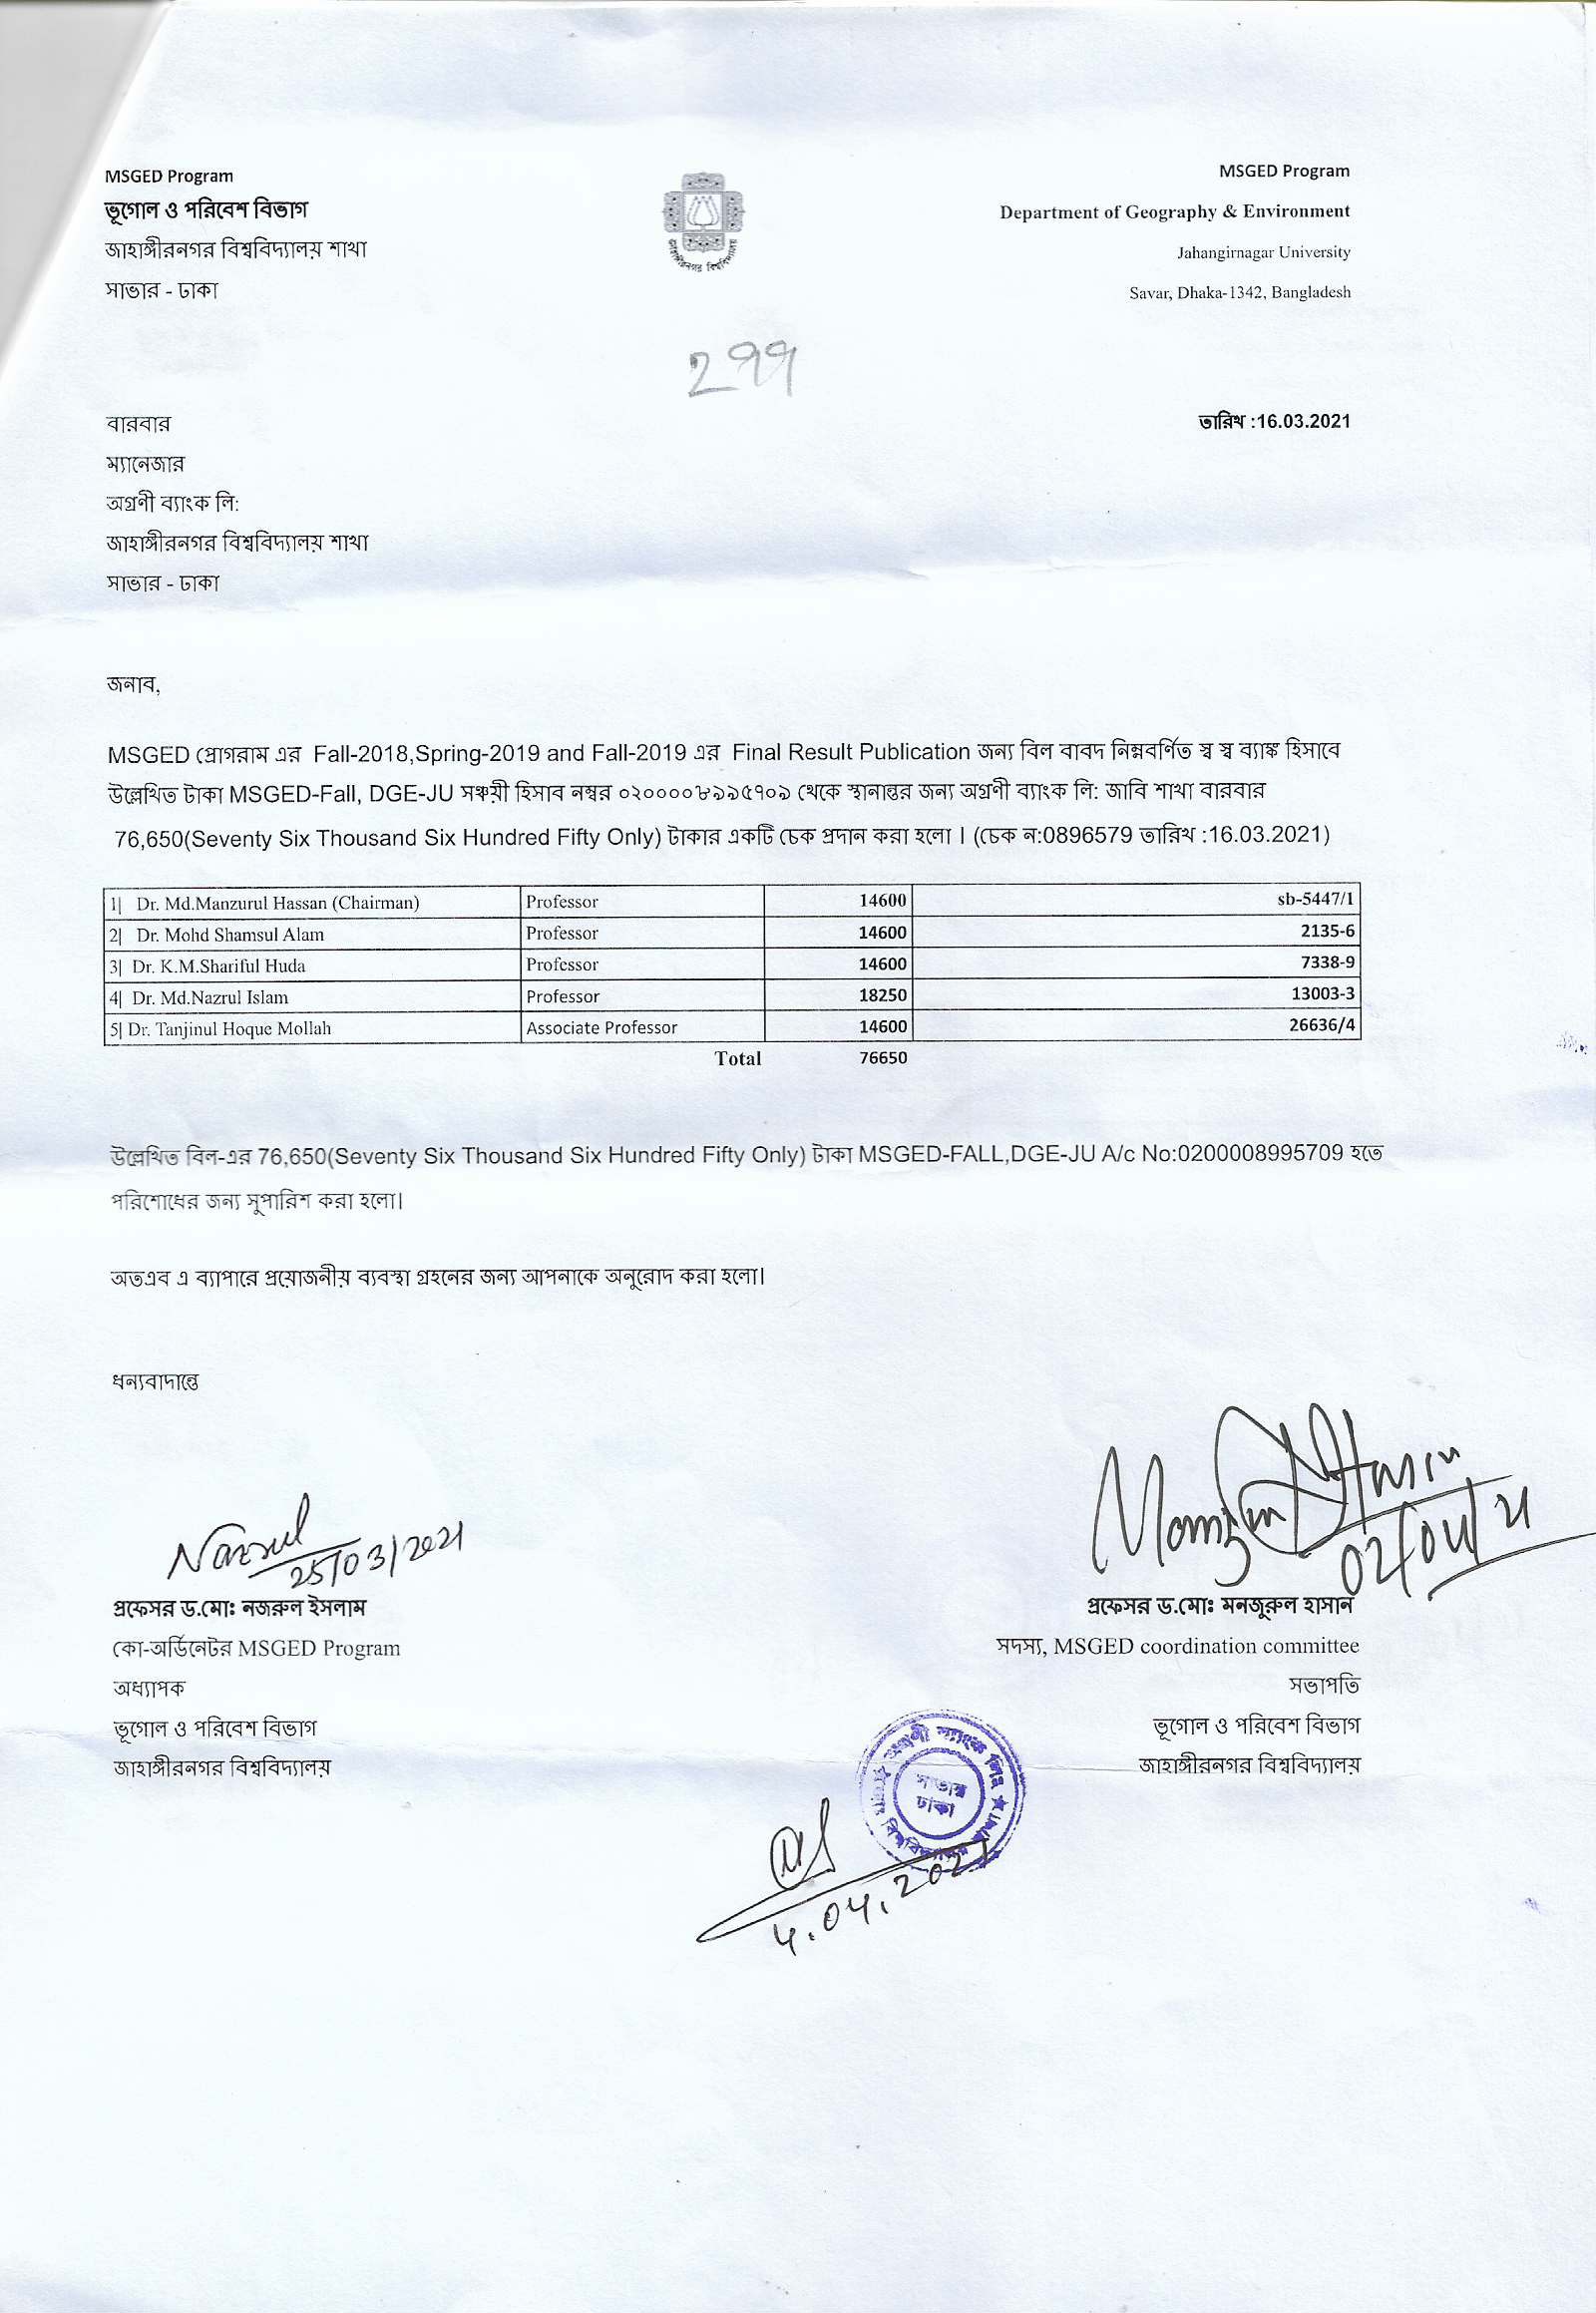 MSGED Program
ভূগোল ও পরিবেশ বিভাগ
জাহাঙ্গীরনগর বিশ্ববিদ্যালয় শাখা
সাভার - ঢাকা
MSGED Program
Department of Geography & Environment
Jahangirnagar University
Savar, Dhaka-1342, Bangladesh
জাহাঙ্গীরনগর বিশ্ববিদ্যালয়
২৭৭
বারবার
তারিখ :16.03.2021
ম্যানেজার
অগ্রণী ব্যাংক লি:
জাহাঙ্গীরনগর বিশ্ববিদ্যালয় শাখা
সাভার - ঢাকা
জনাব,
MSGED প্রোগরাম এর Fall-2018,Spring-2019 and Fall-2019 এর Final Result Publication জন্য বিল বাবদ নিম্নবর্ণিত স্ব স্ব ব্যাঙ্ক হিসাবে
উল্লেখিত টাকা MSGED-Fall, DGE-JU সঞ্চয়ী হিসাব নম্বর ০২০০০০৮৯৯৫৭০৯ থেকে স্থানান্তর জন্য অগ্রণী ব্যাংক লি: জাবি শাখা বারবার
76,650(Seventy Six Thousand Six Hundred Fifty Only) টাকার একটি চেক প্রদান করা হলো । (চেক ন:0896579 তারিখ :16.03.2021)
1| Dr. Md.Manzurul Hassan (Chairman) Professor 14600 sb-5447/1
2| Dr. Mohd Shamsul Alam Professor 14600 2135-6
3| Dr. K.M.Shariful Huda Professor 14600 7338-9
4| Dr. Md.Nazrul Islam Professor 18250 13003-3
5| Dr. Tanjinul Hoque Mollah Associate Professor 14600 26636/4
Total 76650
উল্লেখিত বিল-এর 76,650(Seventy Six Thousand Six Hundred Fifty Only) টাকা MSGED-FALL,DGE-JU A/c No:0200008995709 হতে
পরিশোধের জন্য সুপারিশ করা হলো।
অতএব এ ব্যাপারে প্রয়োজনীয় ব্যবস্থা গ্রহনের জন্য আপনাকে অনুরোদ করা হলো।
ধন্যবাদান্তে
Nazrul
25/03/2021
02/04/21
প্রফেসর ড.মোঃ নজরুল ইসলাম
কো-অর্ডিনেটর MSGED Program
অধ্যাপক
ভূগোল ও পরিবেশ বিভাগ
জাহাঙ্গীরনগর বিশ্ববিদ্যালয়
প্রফেসর ড.মোঃ মনজুরুল হাসান
সদস্য, MSGED coordination committee
সভাপতি
ভূগোল ও পরিবেশ বিভাগ
জাহাঙ্গীরনগর বিশ্ববিদ্যালয়
অগ্রণী ব্যাংক লিঃ
সাভার
ঢাকা
4.04.2021